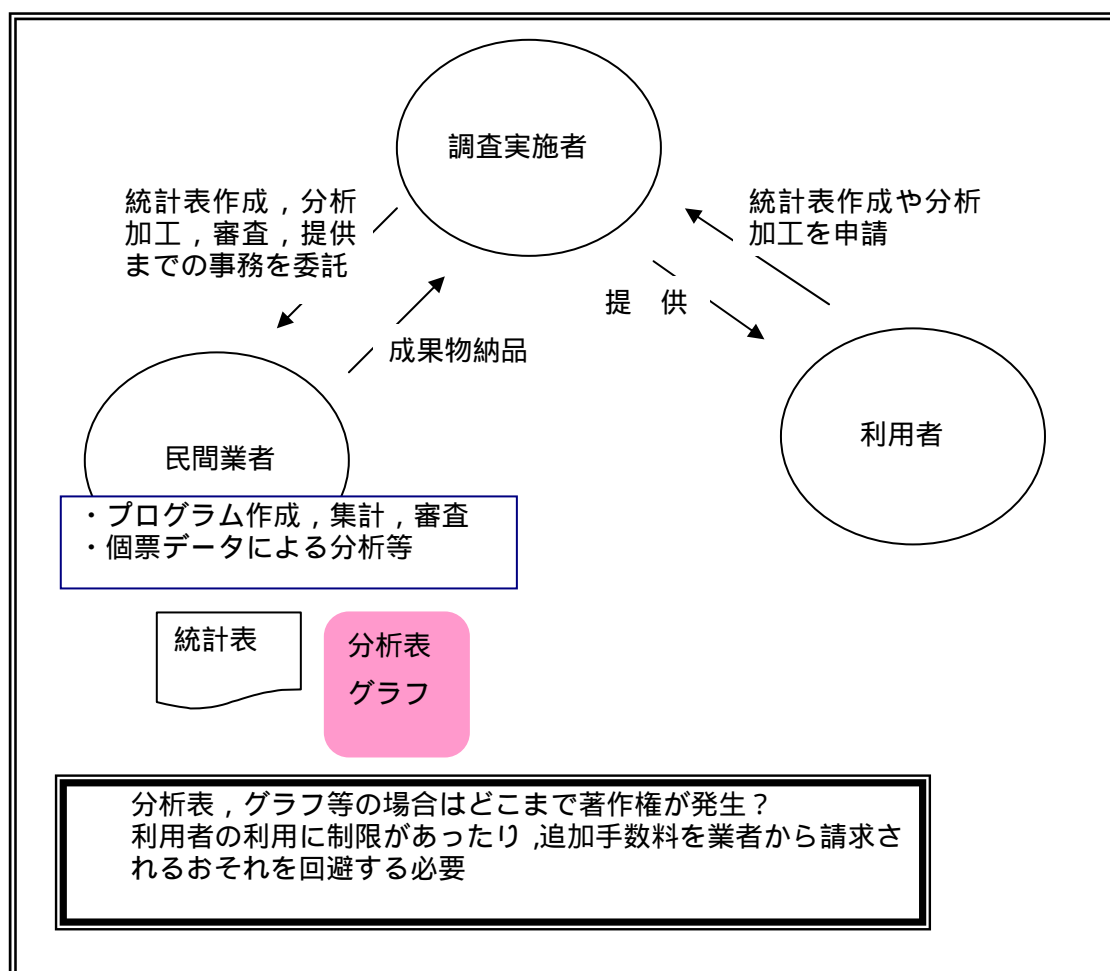 調査実施者
統計表作成，分析
加工，審査，提供
までの事務を委託
統計表作成や分析
加工を申請
提　供
成果物納品
民間業者
利用者
・プログラム作成，集計，審査
・個票データによる分析等
統計表
分析表
グラフ
分析表，グラフ等の場合はどこまで著作権が発生？
利用者の利用に制限があったり，追加手数料を業者から請求さ
れるおそれを回避する必要